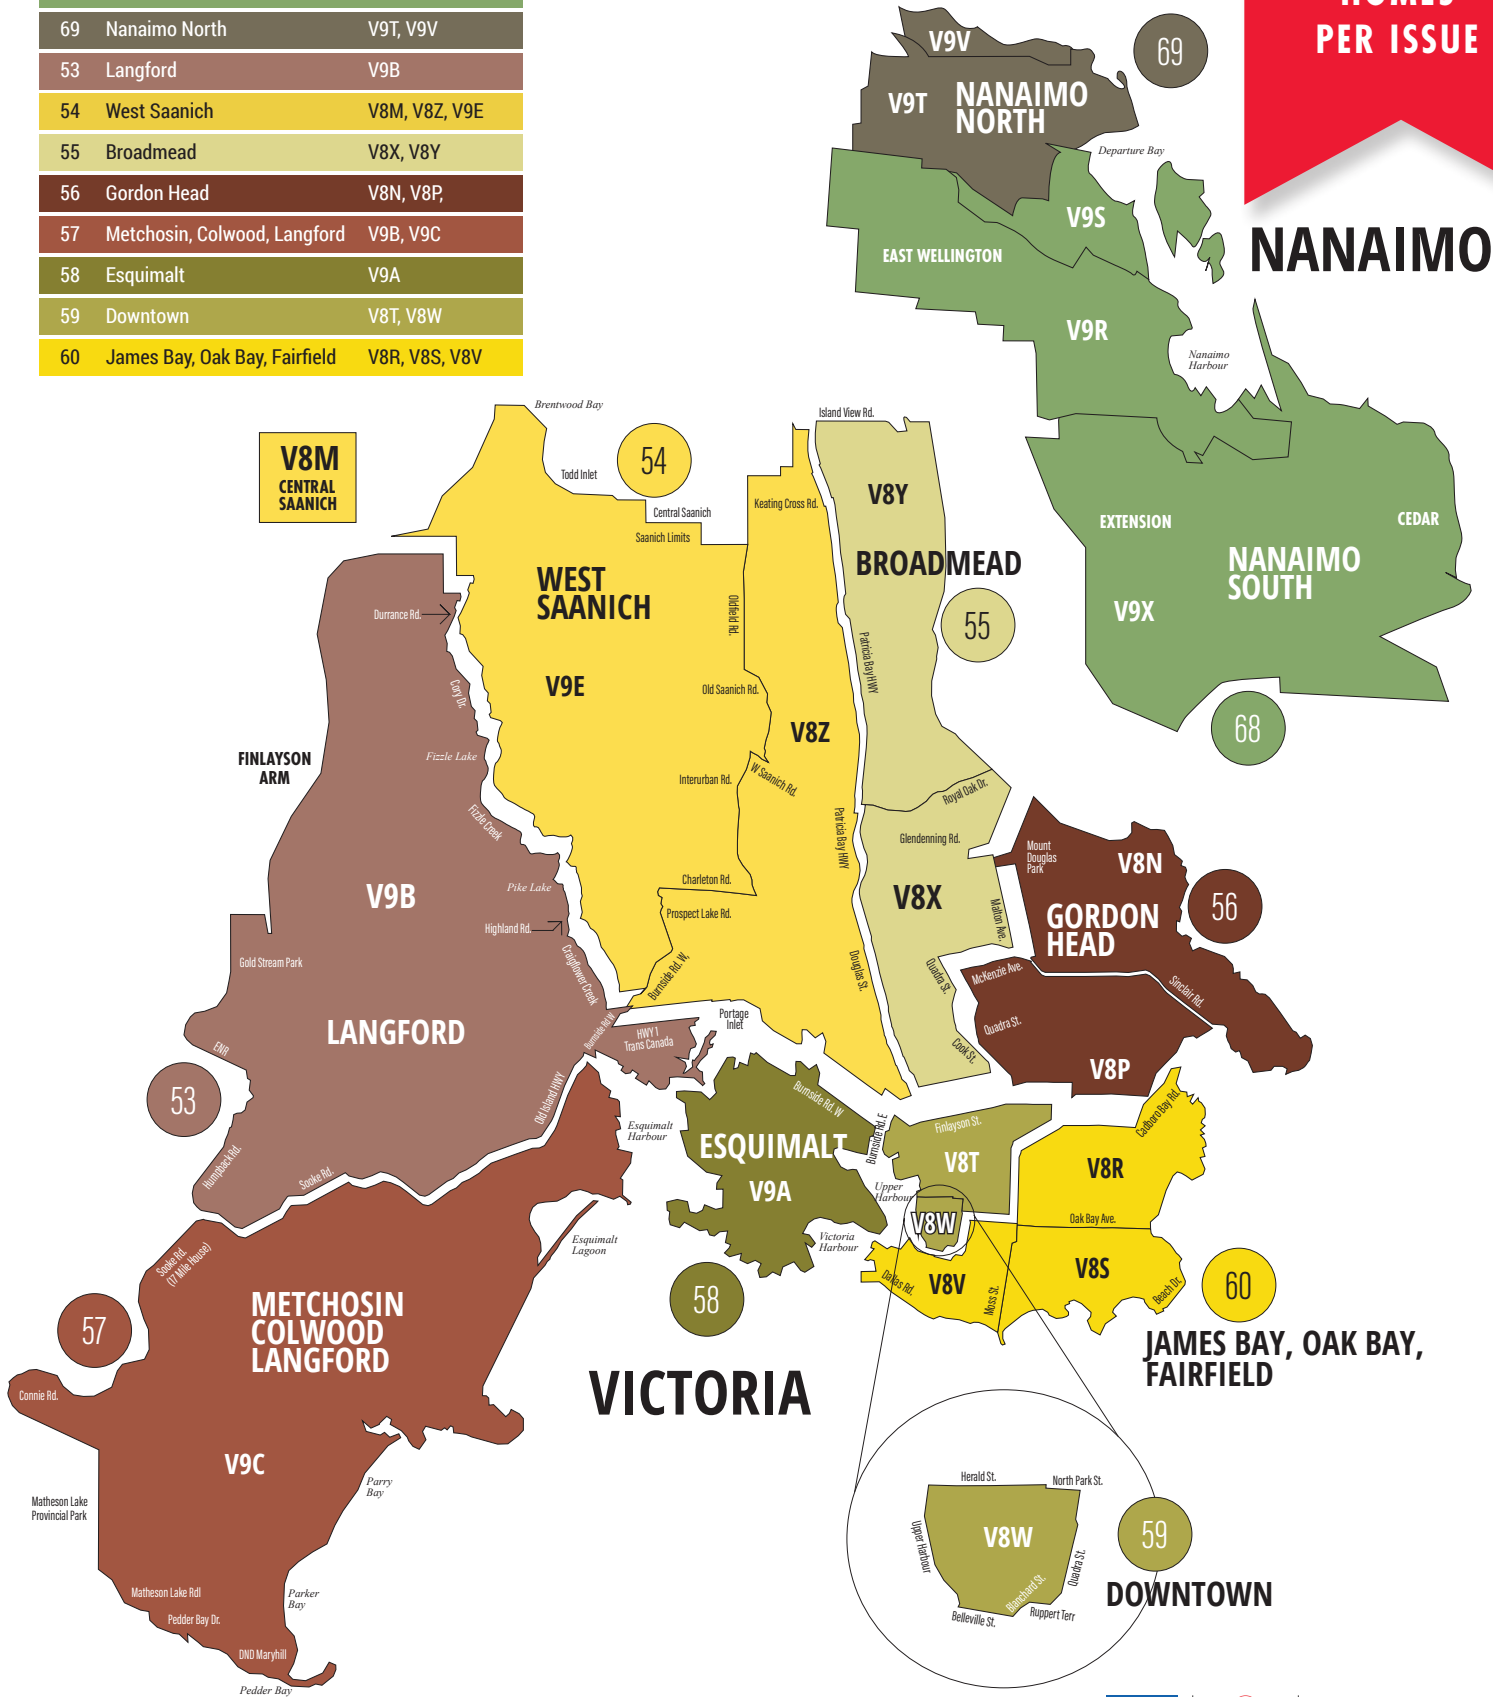 HOMES
PER ISSUE
69 Nanaimo North V9T, V9V
53 Langford V9B
54 West Saanich V8M, V8Z, V9E
55 Broadmead V8X, V8Y
56 Gordon Head V8N, V8P,
57 Metchosin, Colwood, Langford V9B, V9C
58 Esquimalt V9A
59 Downtown V8T, V8W
60 James Bay, Oak Bay, Fairfield V8R, V8S, V8V
V9V
69
V9T
NANAIMO
NORTH
Departure Bay
V9S
EAST WELLINGTON
NANAIMO
V9R
Nanaimo
Harbour
EXTENSION
CEDAR
NANAIMO
SOUTH
V9X
68
V8M
CENTRAL
SAANICH
Brentwood Bay
54
Todd Inlet
Central Saanich
Saanich Limits
Island View Rd.
Keating Cross Rd.
V8Y
BROADMEAD
WEST
SAANICH
Oldfield Rd.
55
Durrance Rd.
Patricia Bay HWY
V9E
Old Saanich Rd.
Cory Dr.
V8Z
FINLAYSON
ARM
Fizzle Lake
Interurban Rd.
W Saanich Rd.
Royal Oak Dr.
Fizzle Creek
Patricia Bay HWY
Glendenning Rd.
Mount
Douglas
Park
V8N
V9B
Pike Lake
Charleton Rd.
V8X
Malton Ave.
56
Prospect Lake Rd.
GORDON
HEAD
Highland Rd.
Gold Stream Park
Craigflower Creek
Burnside Rd. W,
Douglas St.
Quadra St.
McKenzie Ave.
Sinclair Rd.
LANGFORD
Burnside Rd W
HWY 1
Trans Canada
Portage
Inlet
Quadra St.
ENR
Cook St.
V8P
53
Old Island HWY
Burnside Rd. W
Cadboro Bay Rd.
Esquimalt
Harbour
ESQUIMALT
Burnside Rd. E
Finlayson St.
V8T
V8R
Humpback Rd.
Sooke Rd.
V9A
Upper
Harbour
V8W
Oak Bay Ave.
Sooke Rd.
(17 Mile House)
Esquimalt
Lagoon
Victoria
Harbour
58
Dallas Rd.
V8V
Moss St.
V8S
Beach Dr.
60
METCHOSIN
COLWOOD
LANGFORD
57
JAMES BAY, OAK BAY,
FAIRFIELD
VICTORIA
Connie Rd.
V9C
Parry
Bay
Matheson Lake
Provincial Park
Herald St.
North Park St.
Upper Harbour
V8W
Quadra St.
59
Blanchard St.
Belleville St.
Ruppert Terr
DOWNTOWN
Matheson Lake Rdl
Parker
Bay
Pedder Bay Dr.
DND Maryhill
Pedder Bay